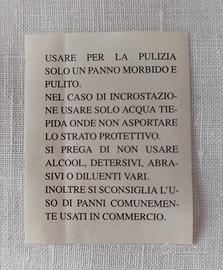 USARE PER LA PULIZIA
SOLO UN PANNO MORBIDO E
PULITO.
NEL CASO DI INCROSTAZIO-
NE USARE SOLO ACQUA TIE-
PIDA ONDE NON ASPORTARE
LO STRATO PROTETTIVO.
SI PREGA DI NON USARE
ALCOOL, DETERSIVI, ABRA-
SIVI O DILUENTI VARI.
INOLTRE SI SCONSIGLIA L'U-
SO DI PANNI COMUNEMEN-
TE USATI IN COMMERCIO.